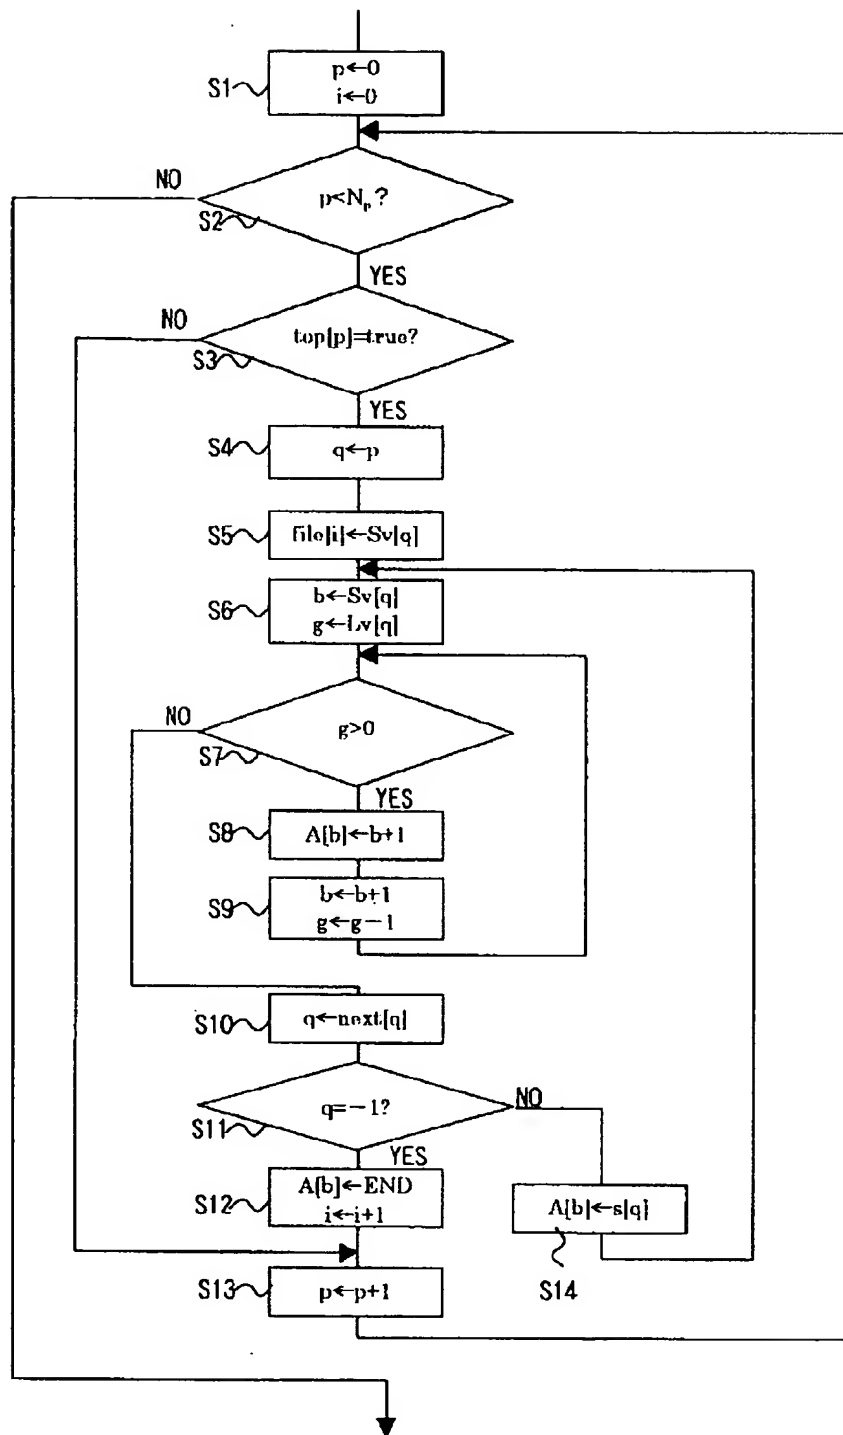 S1
p←0
i←0
NO
p<Np?
S2
YES
NO
top[p]=true?
S3
YES
S4
q←p
S5
file[i]←Sv[q]
S6
b←Sv[q]
g←Lv[q]
NO
g>0
S7
YES
S8
A[b]←b+1
S9
b←b+1
g←g−1
S10
q←next[q]
q=−1?
NO
S11
YES
S12
A[b]←END
i←i+1
A[b]←s[q]
S13
p←p+1
S14